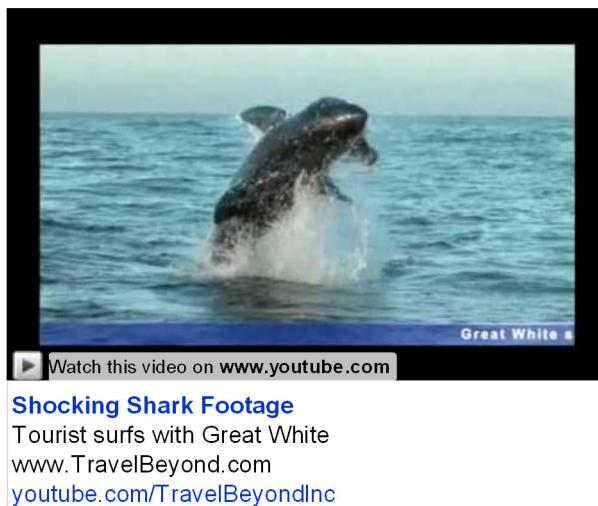 Great White s
Watch this video on www.youtube.com
Shocking Shark Footage
Tourist surfs with Great White
www.TravelBeyond.com
youtube.com/TravelBeyondInc